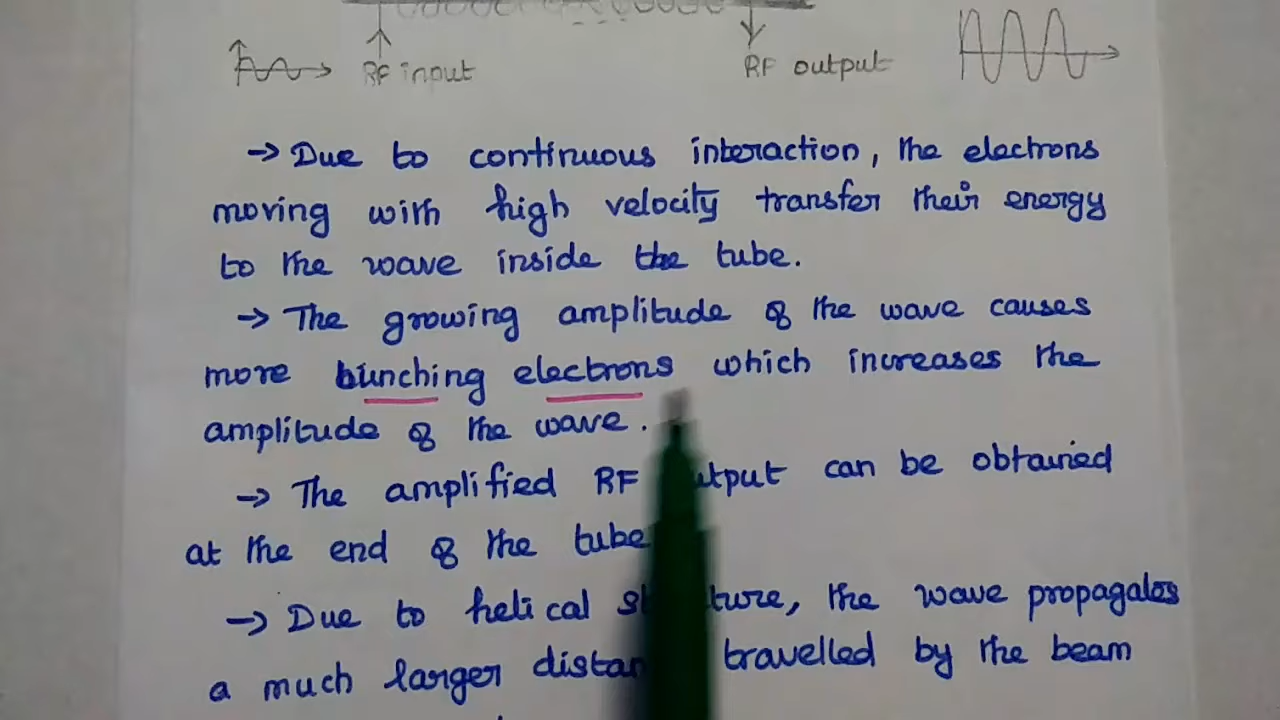 RF input RF output
→ Due to continuous interaction, the electrons
moving with high velocity transfer their energy
to the wave inside the tube.
→ The growing amplitude of the wave causes
more bunching electrons which increases the
amplitude of the wave.
→ The amplified RF output can be obtained
at the end of the tube
→ Due to helical structure, the wave propagates
a much larger distance travelled by the beam